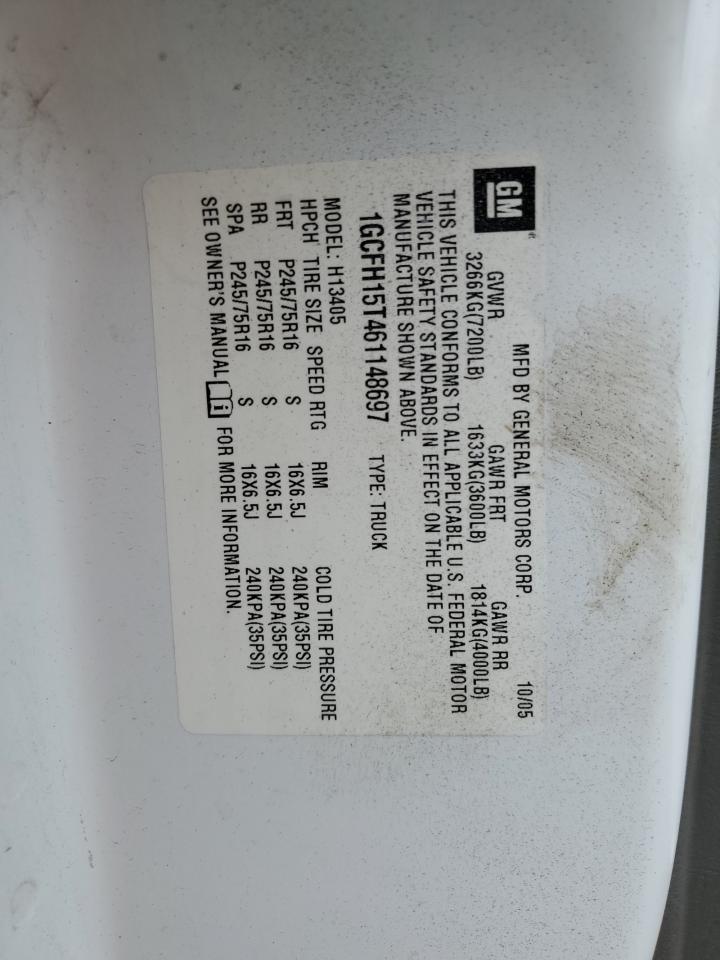 GM
MFD BY GENERAL MOTORS CORP. 10/05
GVWR GAWR FRT GAWR RR
3266KG(7200LB) 1633KG(3600LB) 1814KG(4000LB)
THIS VEHICLE CONFORMS TO ALL APPLICABLE U.S. FEDERAL MOTOR
VEHICLE SAFETY STANDARDS IN EFFECT ON THE DATE OF
MANUFACTURE SHOWN ABOVE.
1GCFH15T461148697 TYPE: TRUCK
MODEL: H13405
HPCH TIRE SIZE SPEED RTG RIM COLD TIRE PRESSURE
FRT P245/75R16 S 16X6.5J 240KPA(35PSI)
RR P245/75R16 S 16X6.5J 240KPA(35PSI)
SPA P245/75R16 S 16X6.5J 240KPA(35PSI)
SEE OWNER'S MANUAL FOR MORE INFORMATION.